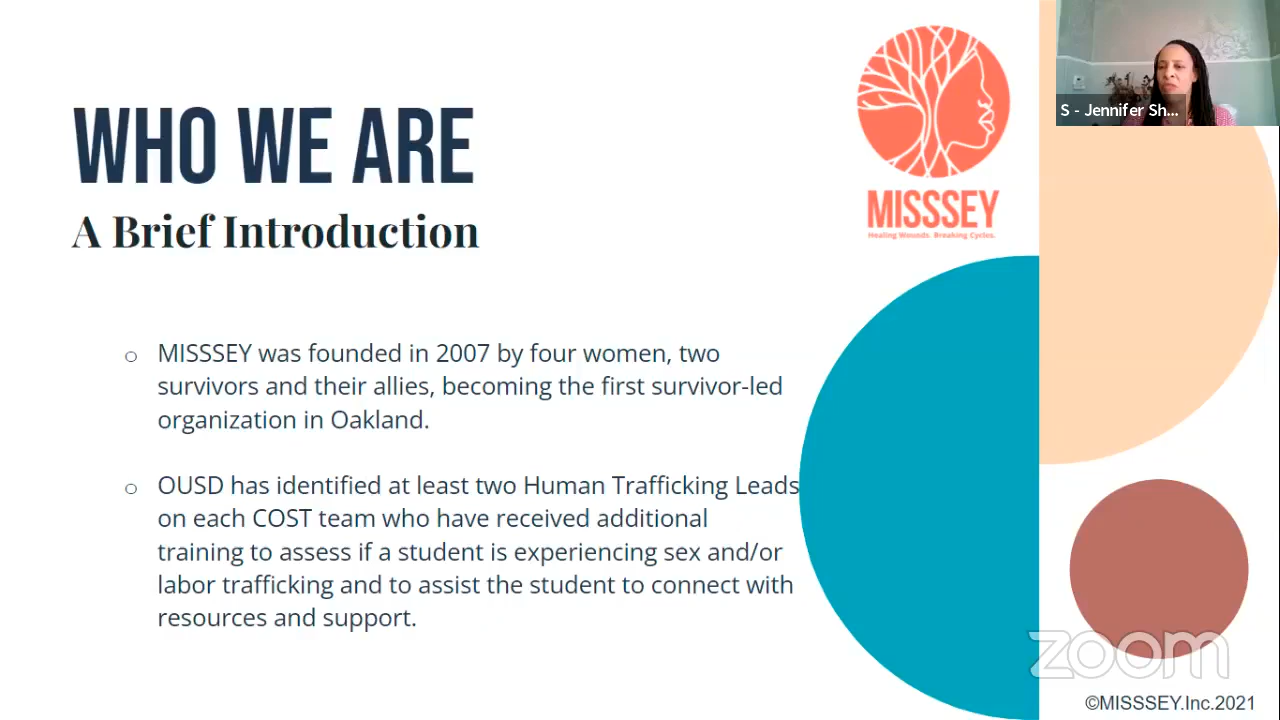 WHO WE ARE
A Brief Introduction
MISSSEY
Healing Wounds. Breaking Cycles.
S - Jennifer Sh...
MISSSEY was founded in 2007 by four women, two
survivors and their allies, becoming the first survivor-led
organization in Oakland.
OUSD has identified at least two Human Trafficking Leads
on each COST team who have received additional
training to assess if a student is experiencing sex and/or
labor trafficking and to assist the student to connect with
resources and support.
zoom
©MISSSEY.Inc.2021